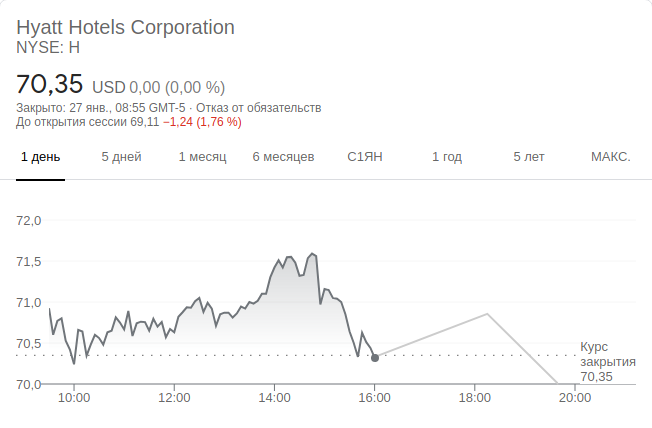 Hyatt Hotels Corporation
NYSE: H
70,35 USD 0,00 (0,00 %)
Закрыто: 27 янв., 08:55 GMT-5 · Отказ от обязательств
До открытия сессии 69,11 −1,24 (1,76 %)
1 день 5 дней 1 месяц 6 месяцев С1ЯН 1 год 5 лет МАКС.
72,0
71,5
71,0
70,5
70,0
Курс
закрытия
70,35
10:00 12:00 14:00 16:00 18:00 20:00